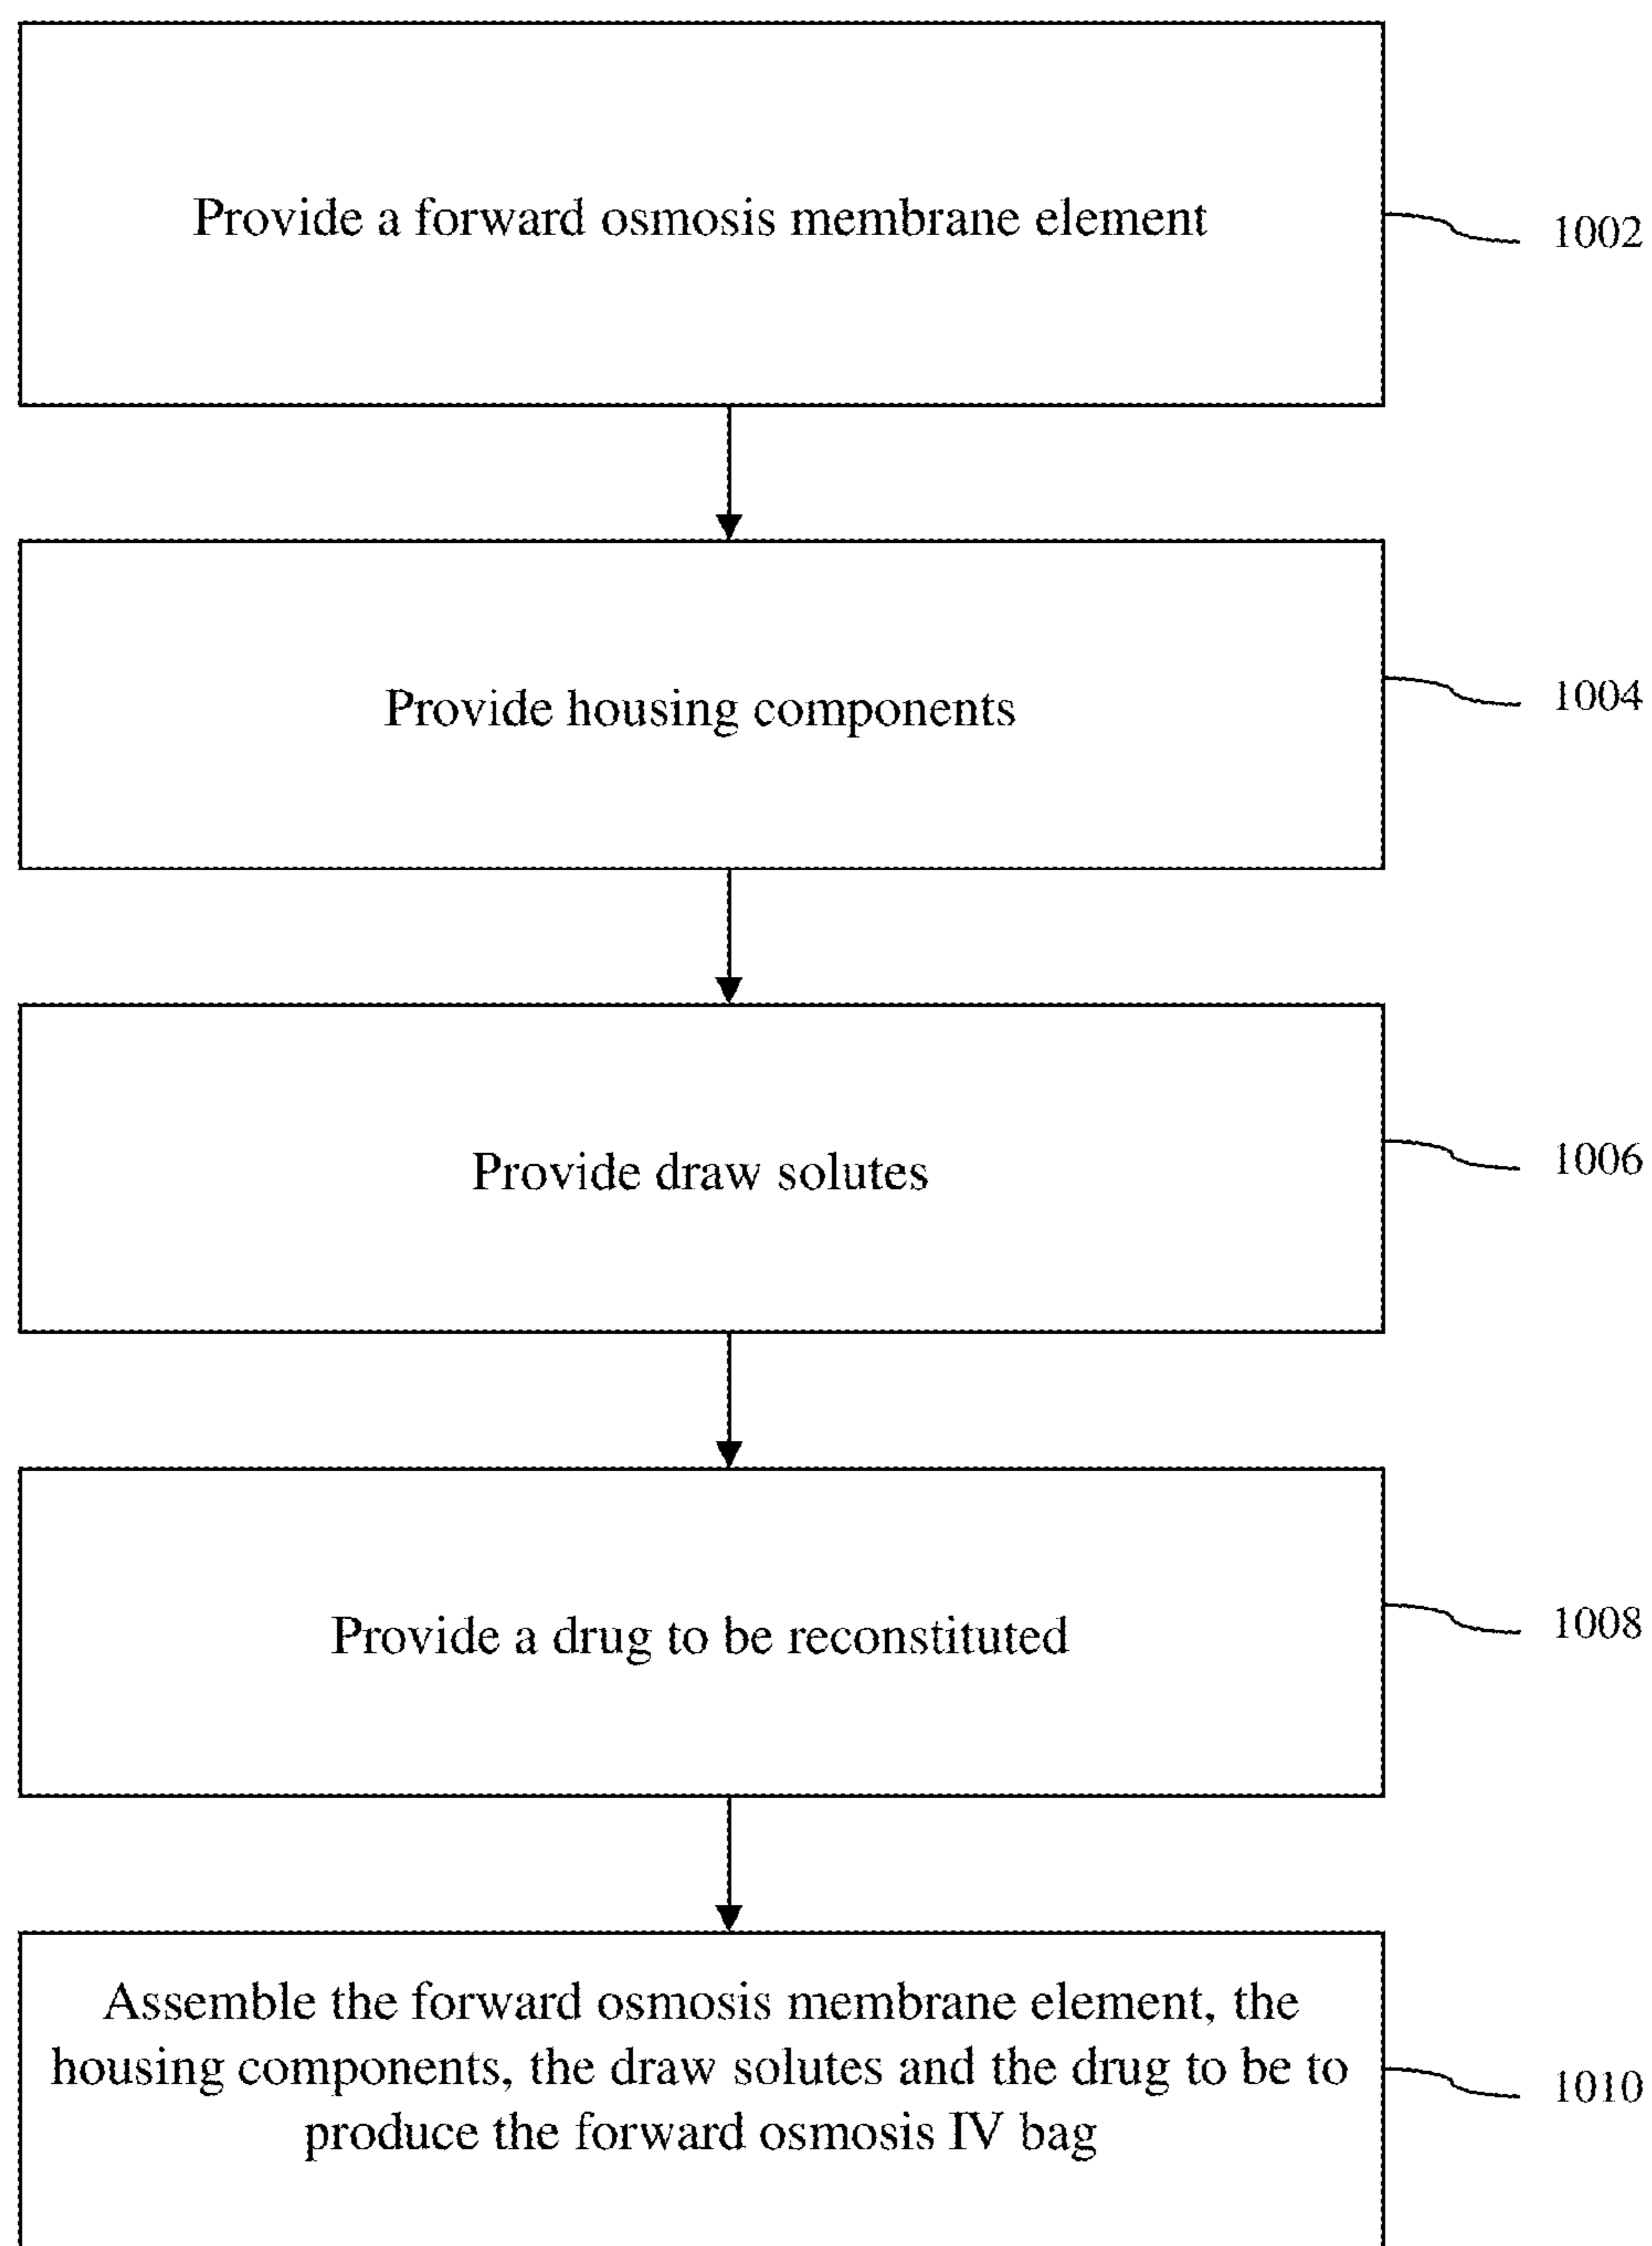 Provide a forward osmosis membrane element
1002
Provide housing components
1004
Provide draw solutes
1006
Provide a drug to be reconstituted
1008
Assemble the forward osmosis membrane element, the
housing components, the draw solutes and the drug to be to
produce the forward osmosis IV bag
1010